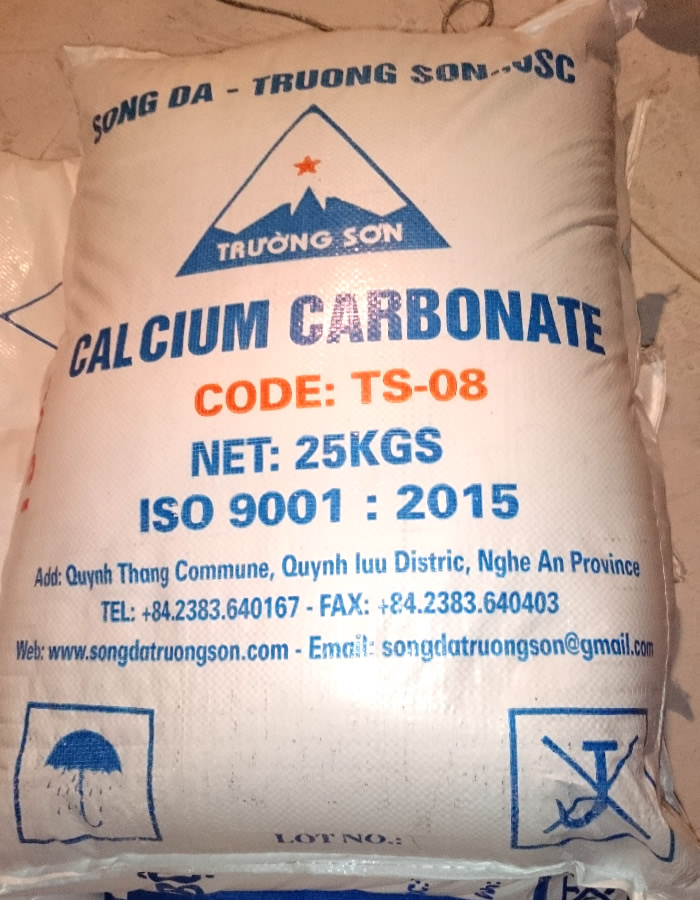 SONG DA - TRUONG SON.,JSC
TRƯỜNG SƠN
CALCIUM CARBONATE
CODE: TS-08
NET: 25KGS
ISO 9001 : 2015
Add: Quynh Thang Commune, Quynh luu Distric, Nghe An Province
TEL: +84.2383.640167 - FAX: +84.2383.640403
Web: www.songdatruongson.com - Email: songdatruongson@gmail.com
LOT NO.: